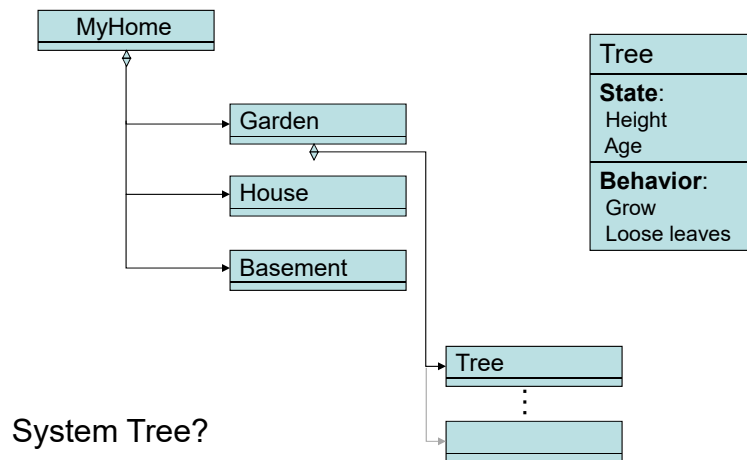 MyHome
Garden
House
Basement
Tree
System Tree?
Tree
State:
Height
Age
Behavior:
Grow
Loose leaves